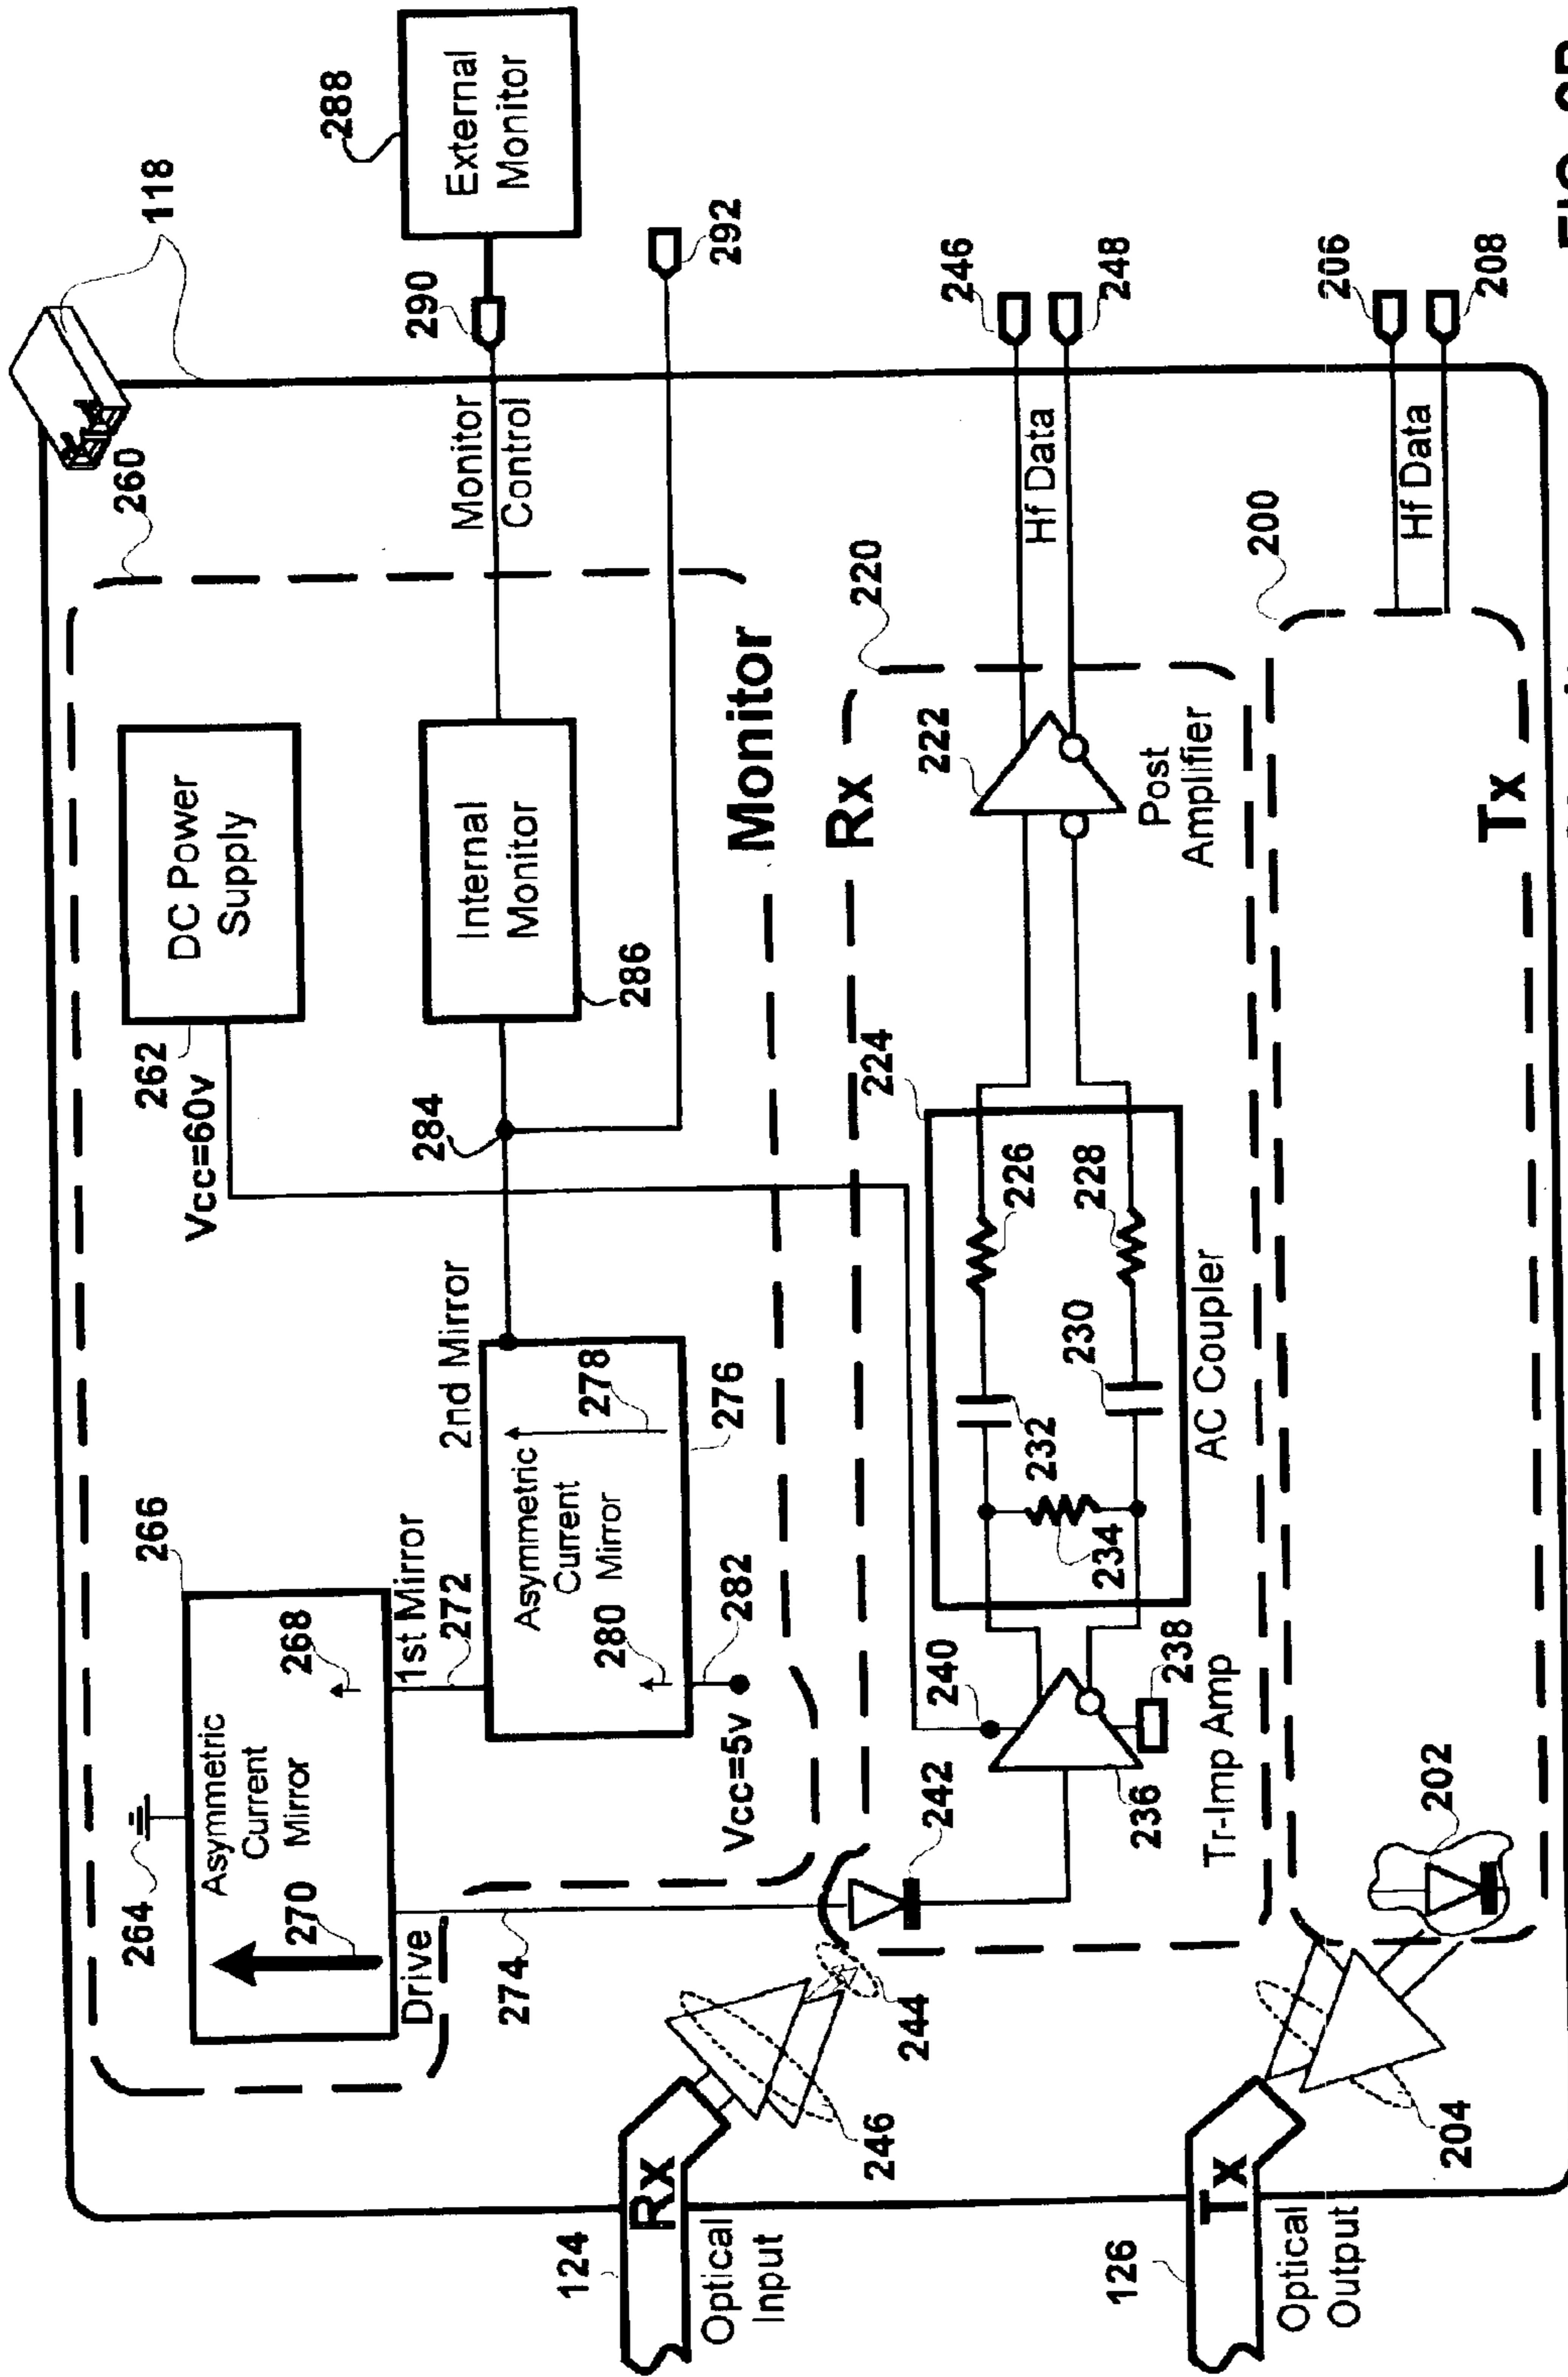 118
288
External
Monitor
290
292
260
Monitor
Control
DC Power
Supply
262
Vcc=60v
Internal
Monitor
286
284
Monitor
266
264
Asymmetric
Current
Mirror
268
270
1st Mirror
272
Drive
274
2nd Mirror
Asymmetric
Current
Mirror
278
280
276
282
Vcc=5v
Rx
220
222
Post
Amplifier
246
248
Hf Data
224
226
228
230
232
234
AC Coupler
240
238
236
Tr-Imp Amp
242
244
246
124
Rx
Optical
Input
200
206
208
Hf Data
Tx
202
204
126
Tx
Optical
Output